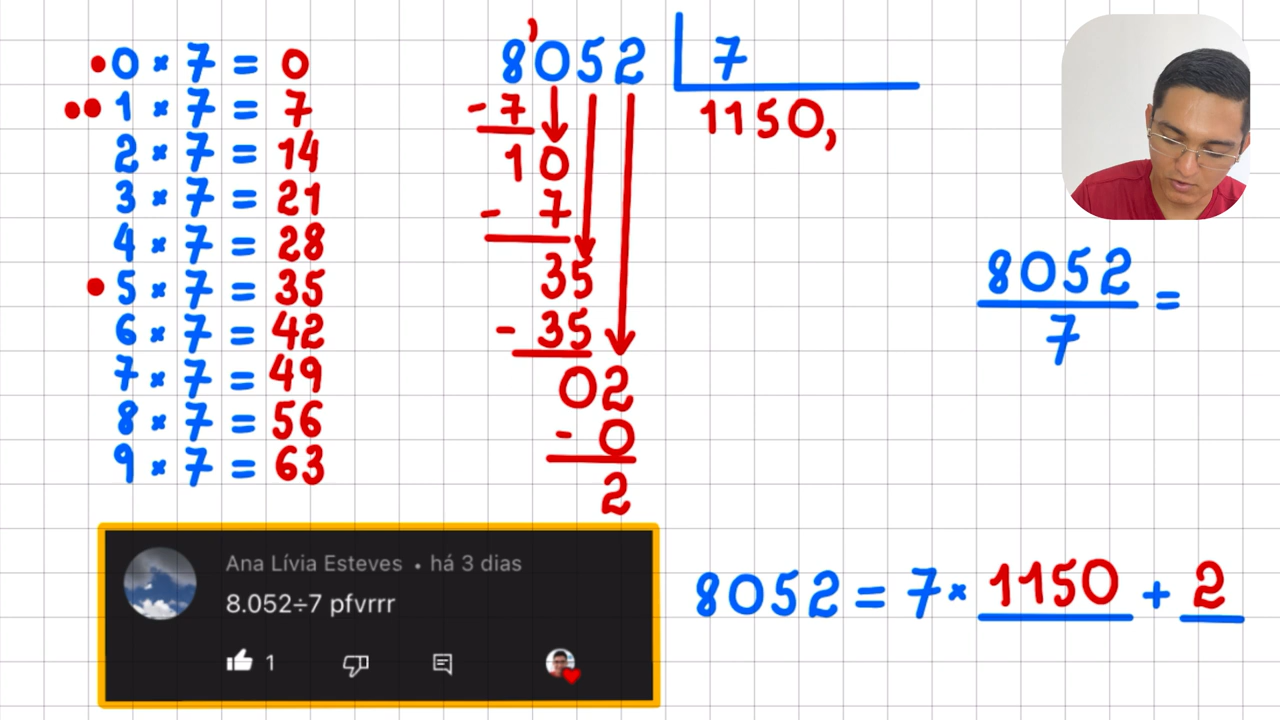 0 × 7 = 0
1 × 7 = 7
2 × 7 = 14
3 × 7 = 21
4 × 7 = 28
5 × 7 = 35
6 × 7 = 42
7 × 7 = 49
8 × 7 = 56
9 × 7 = 63
8'052 7
- 7 1150,
10
- 7
35
- 35
02
- 0
2
8052
7
=
Ana Lívia Esteves • há 3 dias
8.052÷7 pfvrrr
1
8052 = 7 × 1150 + 2